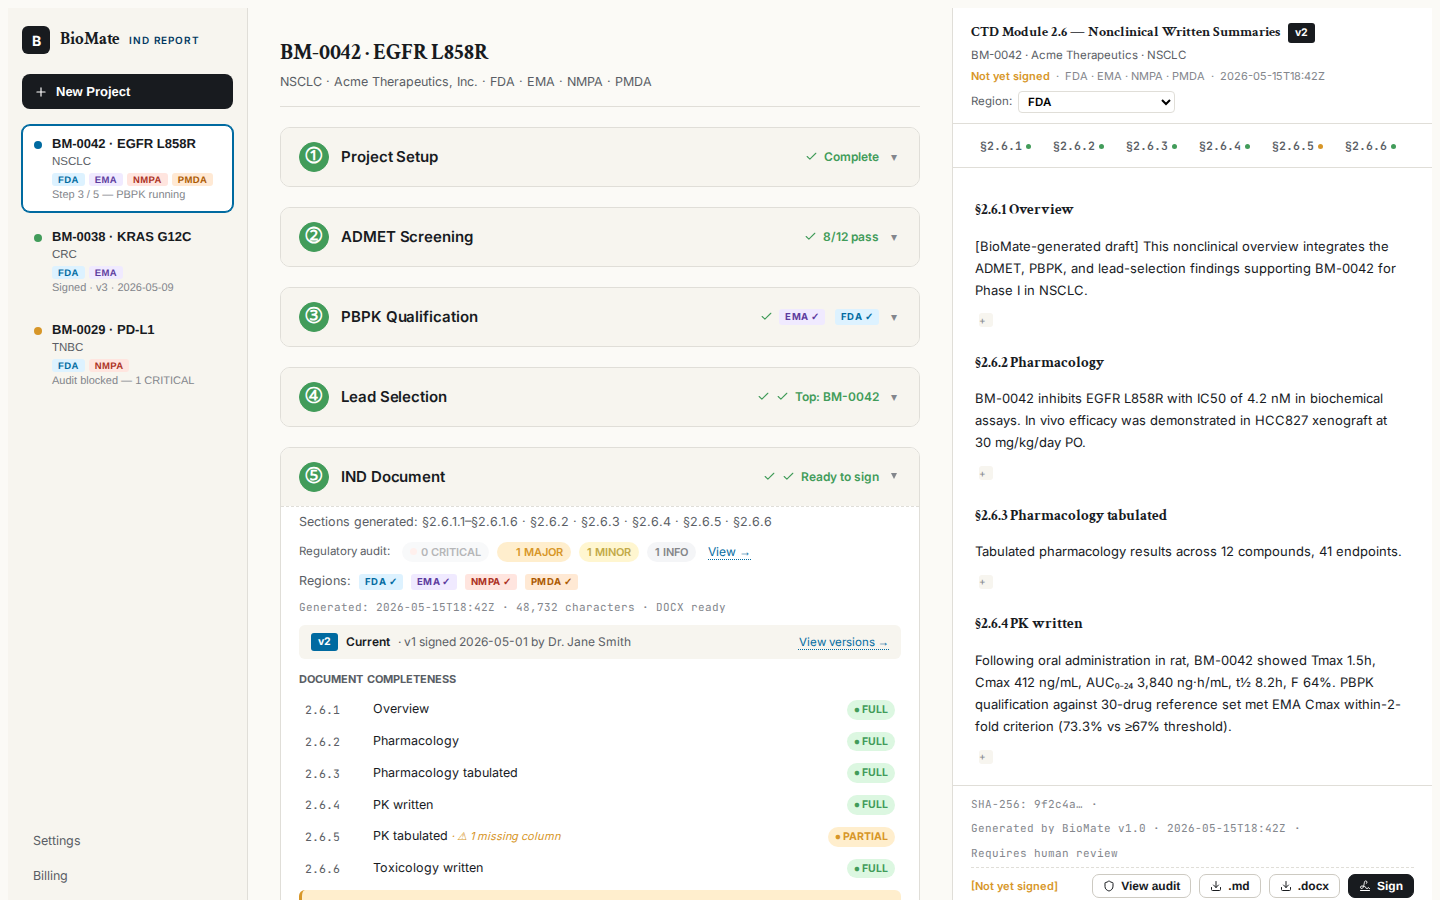 B BioMate IND REPORT
+ New Project
BM-0042 · EGFR L858R
NSCLC
FDA EMA NMPA PMDA
Step 3 / 5 — PBPK running
BM-0038 · KRAS G12C
CRC
FDA EMA
Signed · v3 · 2026-05-09
BM-0029 · PD-L1
TNBC
FDA NMPA
Audit blocked — 1 CRITICAL
Settings
Billing
BM-0042 · EGFR L858R
NSCLC · Acme Therapeutics, Inc. · FDA · EMA · NMPA · PMDA
① Project Setup ✓ Complete ▼
② ADMET Screening ✓ 8/12 pass ▼
③ PBPK Qualification ✓ EMA ✓ FDA ✓ ▼
④ Lead Selection ✓ ✓ Top: BM-0042 ▼
⑤ IND Document ✓ ✓ Ready to sign ▼
Sections generated: §2.6.1.1–§2.6.1.6 · §2.6.2 · §2.6.3 · §2.6.4 · §2.6.5 · §2.6.6
Regulatory audit: 0 CRITICAL 1 MAJOR 1 MINOR 1 INFO View →
Regions: FDA ✓ EMA ✓ NMPA ✓ PMDA ✓
Generated: 2026-05-15T18:42Z · 48,732 characters · DOCX ready
v2 Current · v1 signed 2026-05-01 by Dr. Jane Smith View versions →
DOCUMENT COMPLETENESS
2.6.1 Overview ● FULL
2.6.2 Pharmacology ● FULL
2.6.3 Pharmacology tabulated ● FULL
2.6.4 PK written ● FULL
2.6.5 PK tabulated · ⚠ 1 missing column ● PARTIAL
2.6.6 Toxicology written ● FULL
CTD Module 2.6 — Nonclinical Written Summaries v2
BM-0042 · Acme Therapeutics · NSCLC
Not yet signed · FDA · EMA · NMPA · PMDA · 2026-05-15T18:42Z
Region: FDA
§2.6.1 ● §2.6.2 ● §2.6.3 ● §2.6.4 ● §2.6.5 ● §2.6.6 ●
§2.6.1 Overview
[BioMate-generated draft] This nonclinical overview integrates the
ADMET, PBPK, and lead-selection findings supporting BM-0042 for
Phase I in NSCLC.
+
§2.6.2 Pharmacology
BM-0042 inhibits EGFR L858R with IC50 of 4.2 nM in biochemical
assays. In vivo efficacy was demonstrated in HCC827 xenograft at
30 mg/kg/day PO.
+
§2.6.3 Pharmacology tabulated
Tabulated pharmacology results across 12 compounds, 41 endpoints.
+
§2.6.4 PK written
Following oral administration in rat, BM-0042 showed Tmax 1.5h,
Cmax 412 ng/mL, AUC₀₋₂₄ 3,840 ng·h/mL, t½ 8.2h, F 64%. PBPK
qualification against 30-drug reference set met EMA Cmax within-2-
fold criterion (73.3% vs ≥67% threshold).
+
SHA-256: 9f2c4a… ·
Generated by BioMate v1.0 · 2026-05-15T18:42Z ·
Requires human review
[Not yet signed] View audit .md .docx Sign